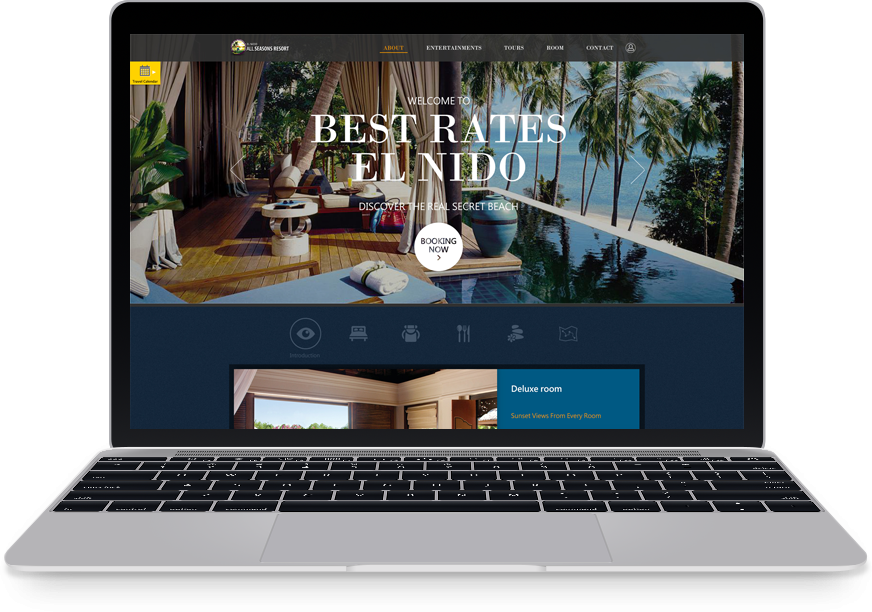 ALL SEASONS RESORT
ABOUT
ENTERTAINMENTS
TOURS
ROOM
CONTACT
Travel Calendar
WELCOME TO
BEST RATES
EL NIDO
DISCOVER THE REAL SECRET BEACH
BOOKING
NOW
Introduction
Deluxe room
Sunset Views From Every Room